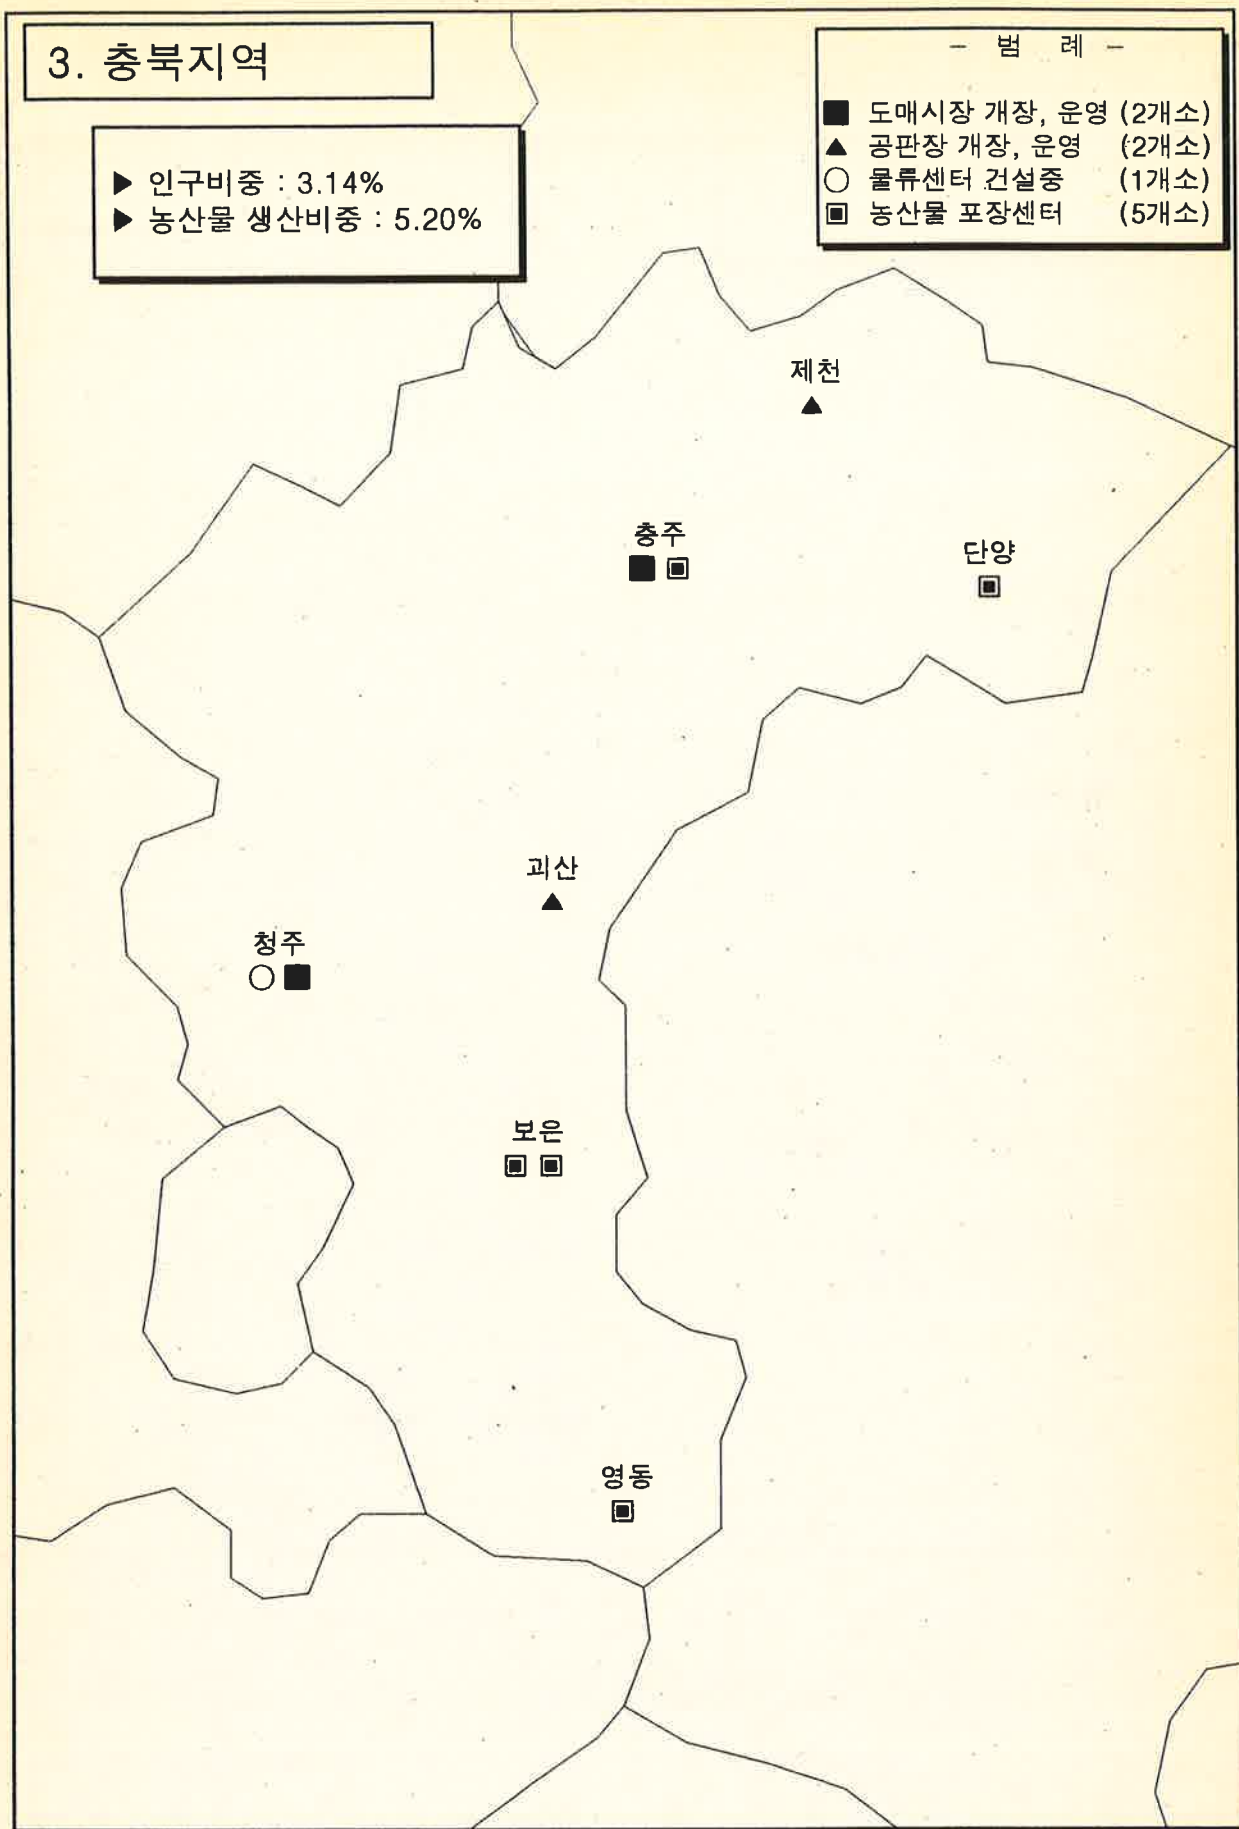 3. 충북지역
▶ 인구비중 : 3.14%
▶ 농산물 생산비중 : 5.20%
- 범 례 -
■ 도매시장 개장, 운영 (2개소)
▲ 공판장 개장, 운영 (2개소)
○ 물류센터 건설중 (1개소)
▣ 농산물 포장센터 (5개소)
제천
▲
충주
■ ▣
단양
▣
괴산
▲
청주
○ ■
보은
▣ ▣
영동
▣